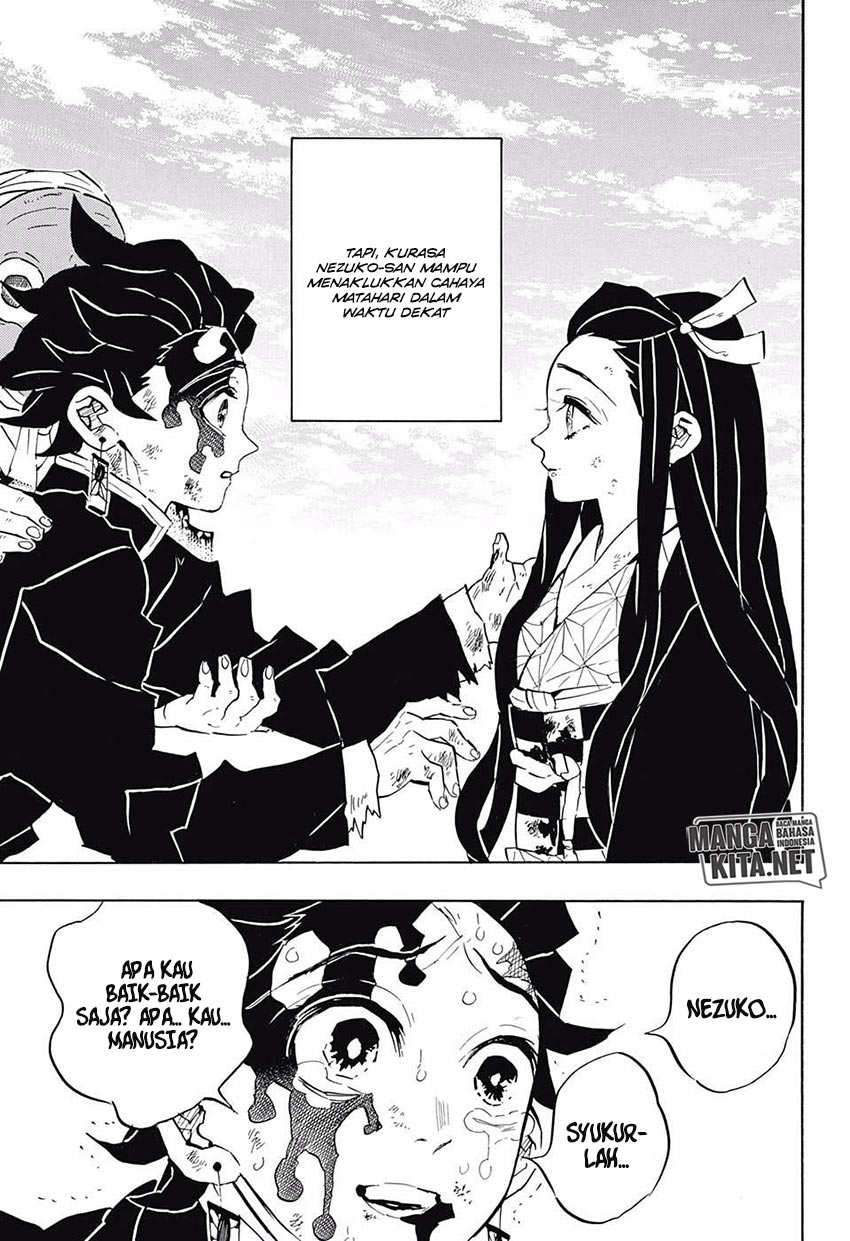 TAPI, KURASA
NEZUKO-SAN MAMPU
MENAKLUKKAN CAHAYA
MATAHARI DALAM
WAKTU DEKAT
MANGA
KITA.NET
BACA MANGA
BAHASA
INDONESIA
NEZUKO...
SYUKUR-
LAH...
APA KAU
BAIK-BAIK
SAJA? APA... KAU...
MANUSIA?